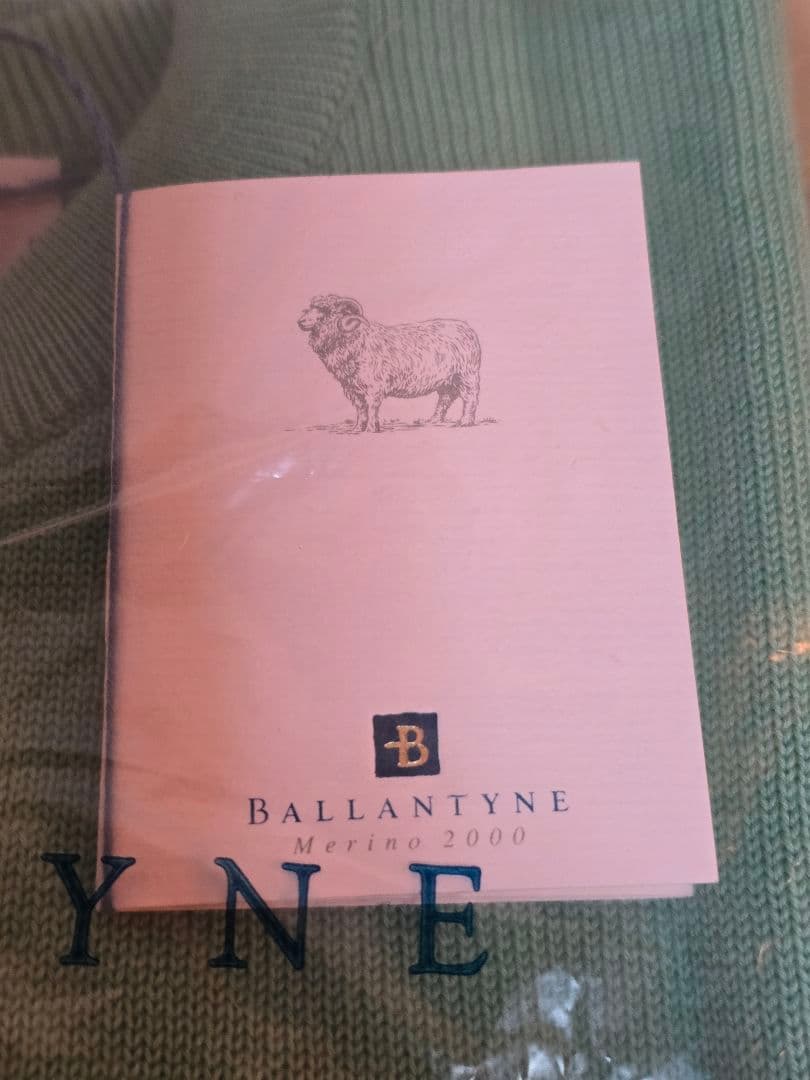 B
BALLANTYNE
Merino 2000
YNE